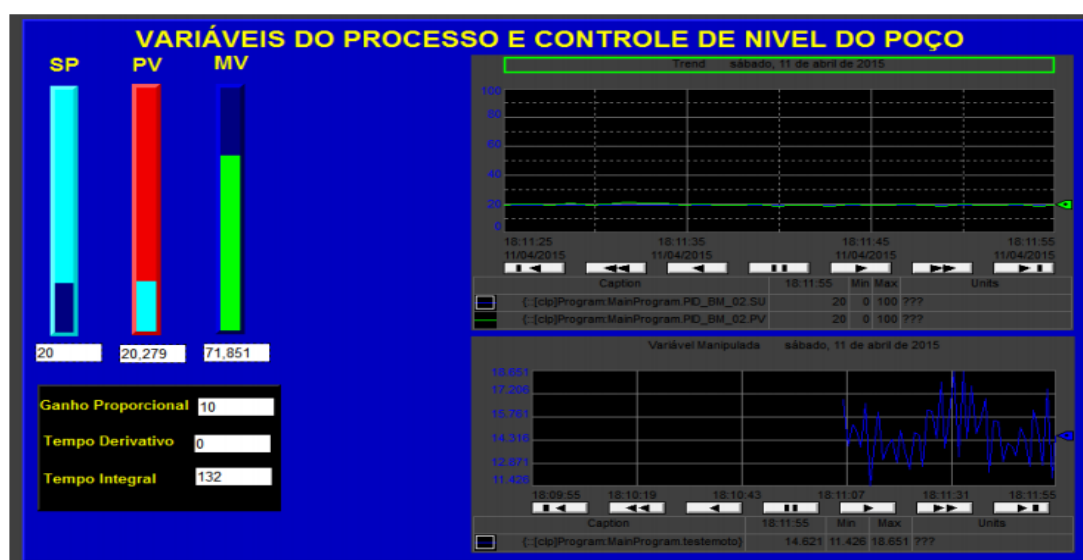 VARIÁVEIS DO PROCESSO E CONTROLE DE NIVEL DO POÇO
SP PV MV
20 20,279 71,851
Ganho Proporcional 10
Tempo Derivativo 0
Tempo Integral 132
Trend sábado, 11 de abril de 2015
100
80
60
40
20
0
18:11:25 18:11:35 18:11:45 18:11:55
11/04/2015 11/04/2015 11/04/2015 11/04/2015
Caption 18:11:55 Min Max Units
{::[clp]Program:MainProgram.PID_BM_02.SU 20 0 100 ???
{::[clp]Program:MainProgram.PID_BM_02.PV 20 0 100 ???
Variável Manipulada sábado, 11 de abril de 2015
18.651
17.206
15.761
14.316
12.871
11.426
18:09:55 18:10:19 18:10:43 18:11:07 18:11:31 18:11:55
Caption 18:11:55 Min Max Units
{::[clp]Program:MainProgram.testemoto} 14.621 11.426 18.651 ???